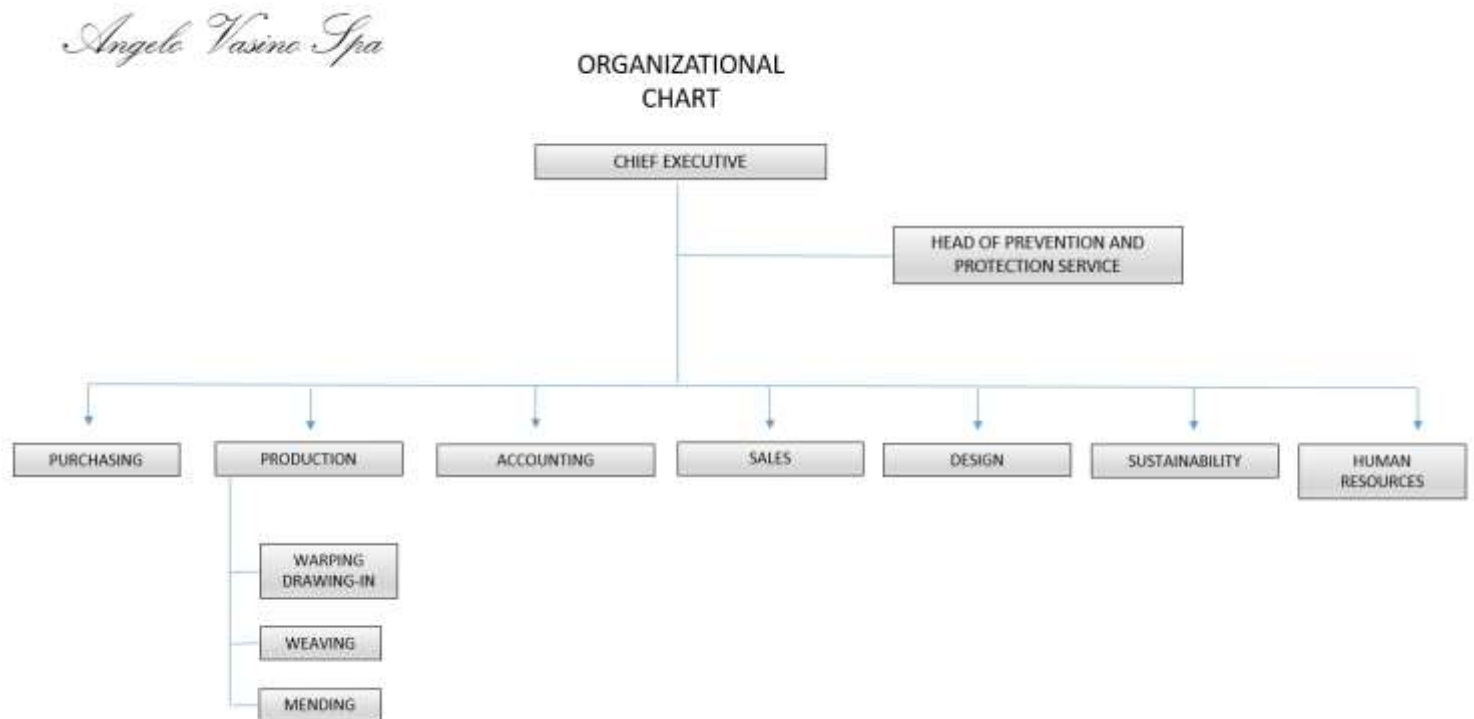 Angelo Vasino Spa
ORGANIZATIONAL
CHART
CHIEF EXECUTIVE
HEAD OF PREVENTION AND
PROTECTION SERVICE
PURCHASING
PRODUCTION
ACCOUNTING
SALES
DESIGN
SUSTAINABILITY
HUMAN
RESOURCES
WARPING
DRAWING-IN
WEAVING
MENDING